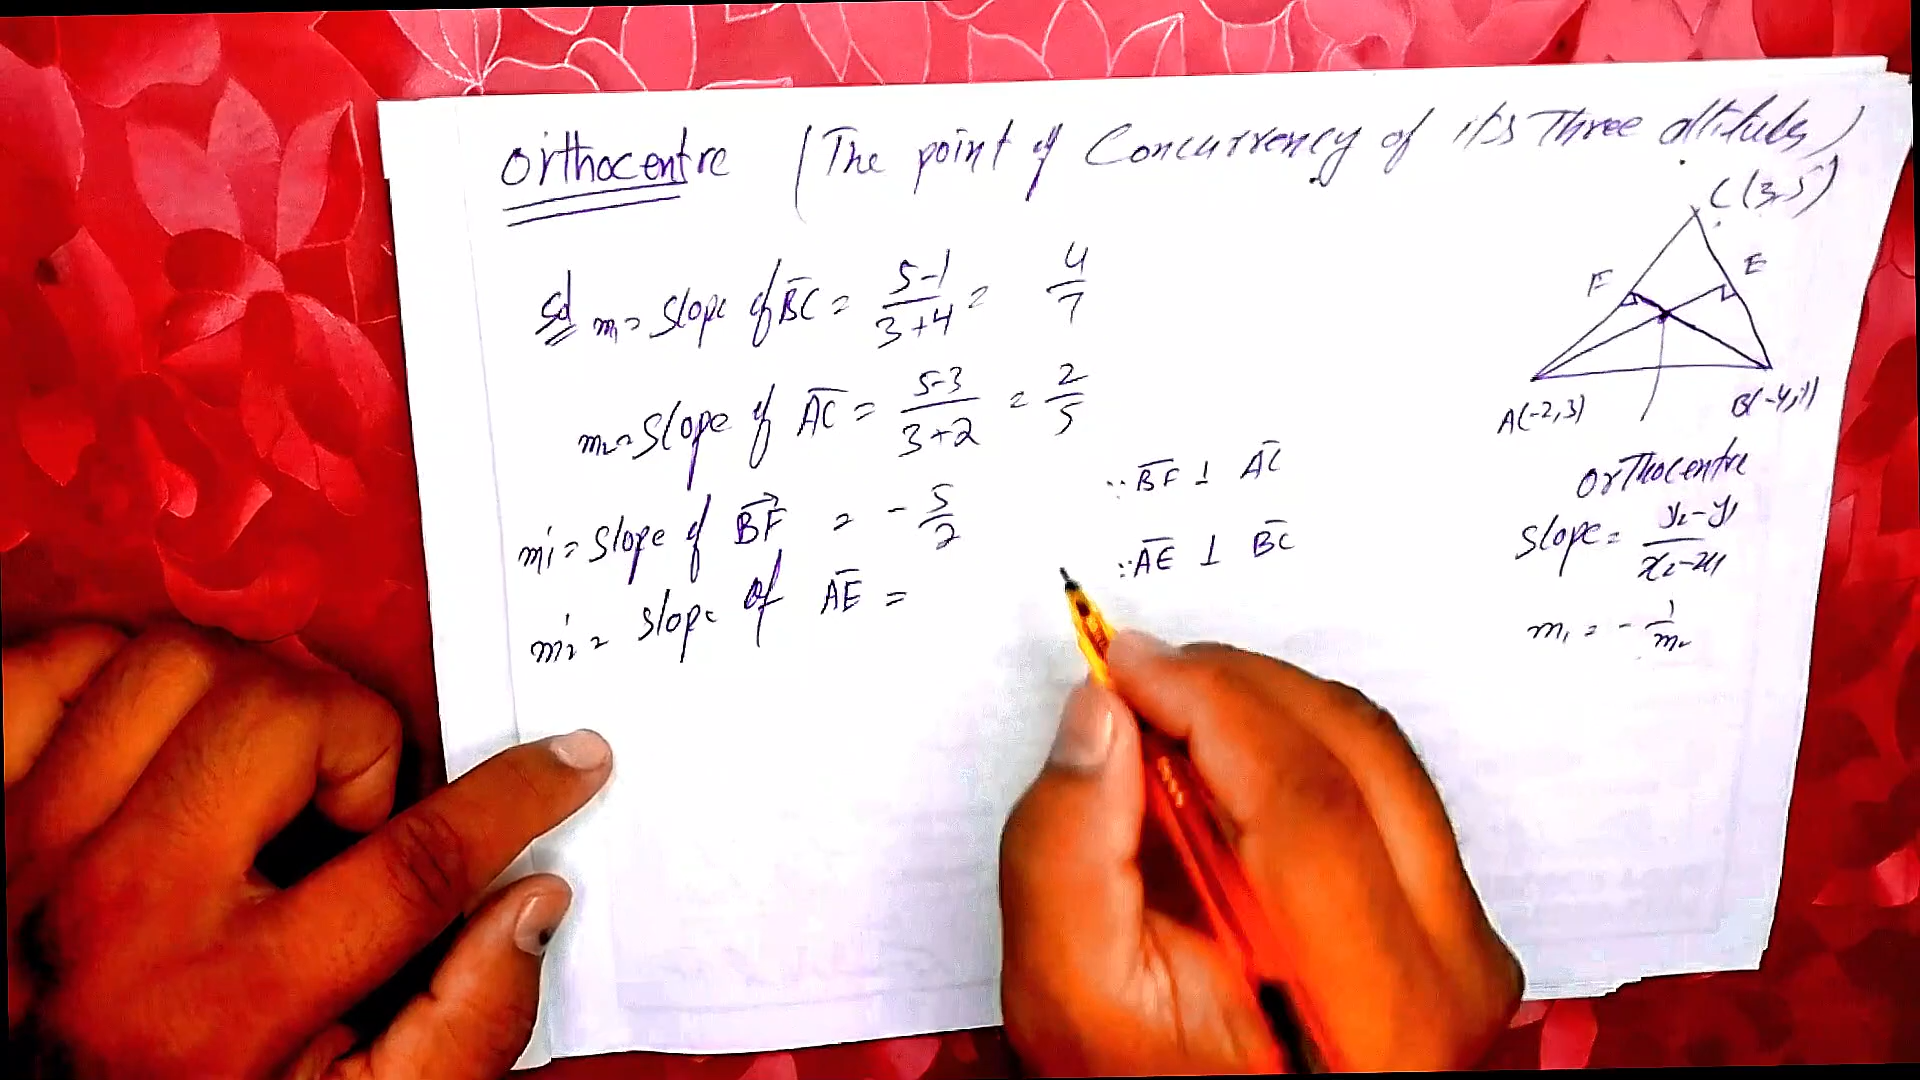 orthocentre (The point of Concurrency of its Three altitudes)
Sol m₁ = Slope of BC = 5-1/3+4 = 4/7
m₂ = Slope of AC = 5-3/3+2 = 2/5
m₁' = Slope of BF = -5/2 ∵ BF ⊥ AC
m₂' = slope of AE = ∵ AE ⊥ BC
C(3,5)
F E
A(-2,3) B(-4,1)
orThocentre
Slope = y₂-y₁/x₂-x₁
m₁ = -1/m₂